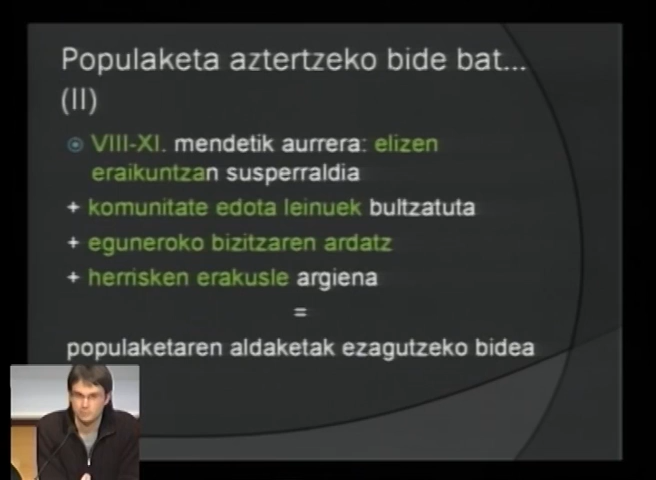 Populaketa aztertzeko bide bat...
(II)
VIII-XI. mendetik aurrera: elizen
eraikuntzan susperraldia
+ komunitate edota leinuek bultzatuta
+ eguneroko bizitzaren ardatz
+ herrisken erakusle argiena
=
populaketaren aldaketak ezagutzeko bidea